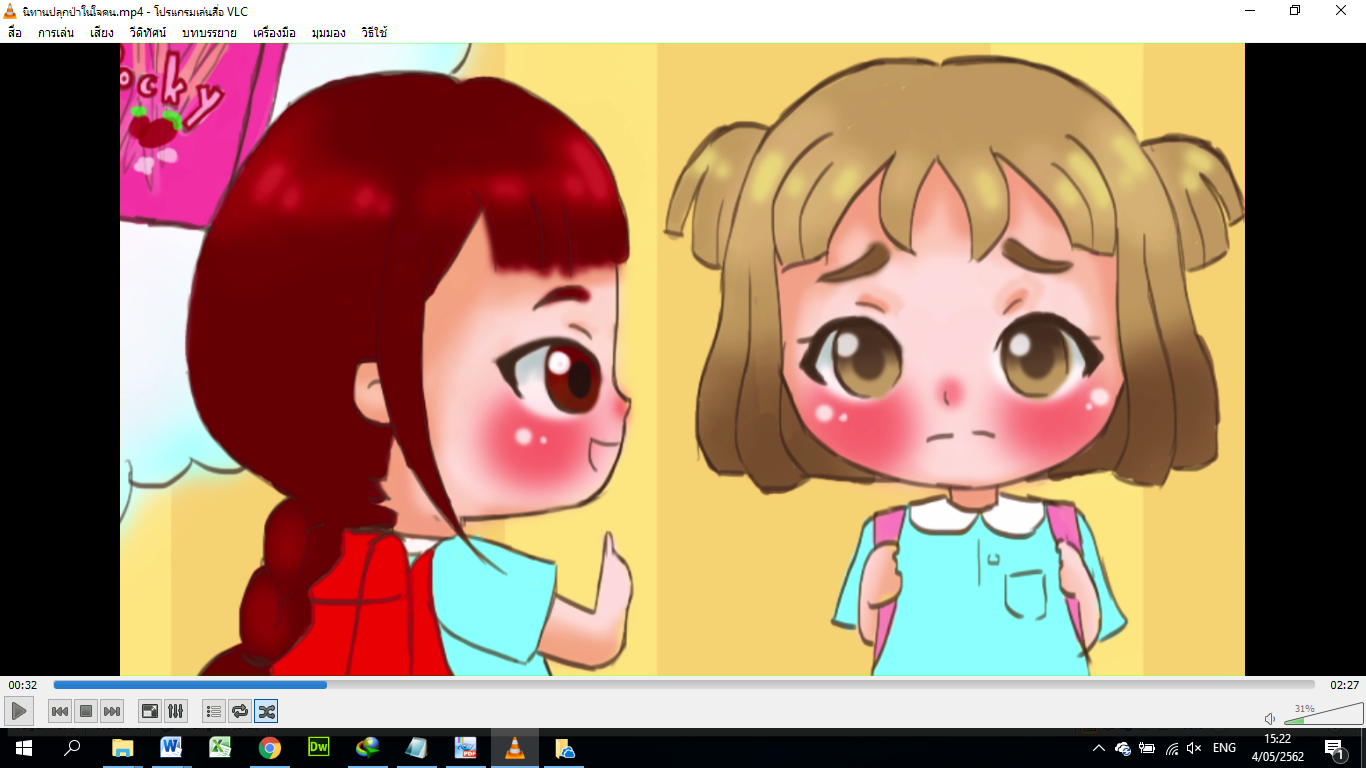 นิทานปลุกป่าในใจคน.mp4 - โปรแกรมเล่นสื่อ VLC
สื่อ การเล่น เสียง วีดิทัศน์ บทบรรยาย เครื่องมือ มุมมอง วิธีใช้
ocky
00:32 02:27
31%
W X Dw PDF ENG 15:22
4/05/2562 1